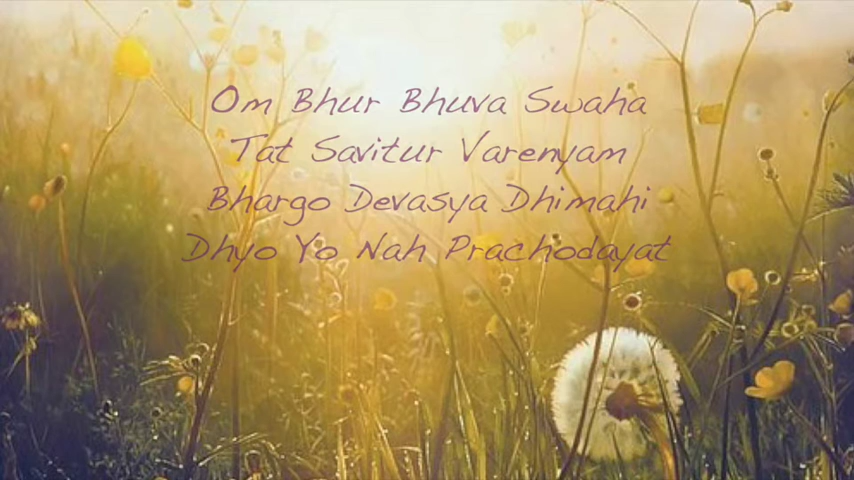 Om Bhur Bhuva Swaha
Tat Savitur Varenyam
Bhargo Devasya Dhimahi
Dhyo Yo Nah Prachodayat